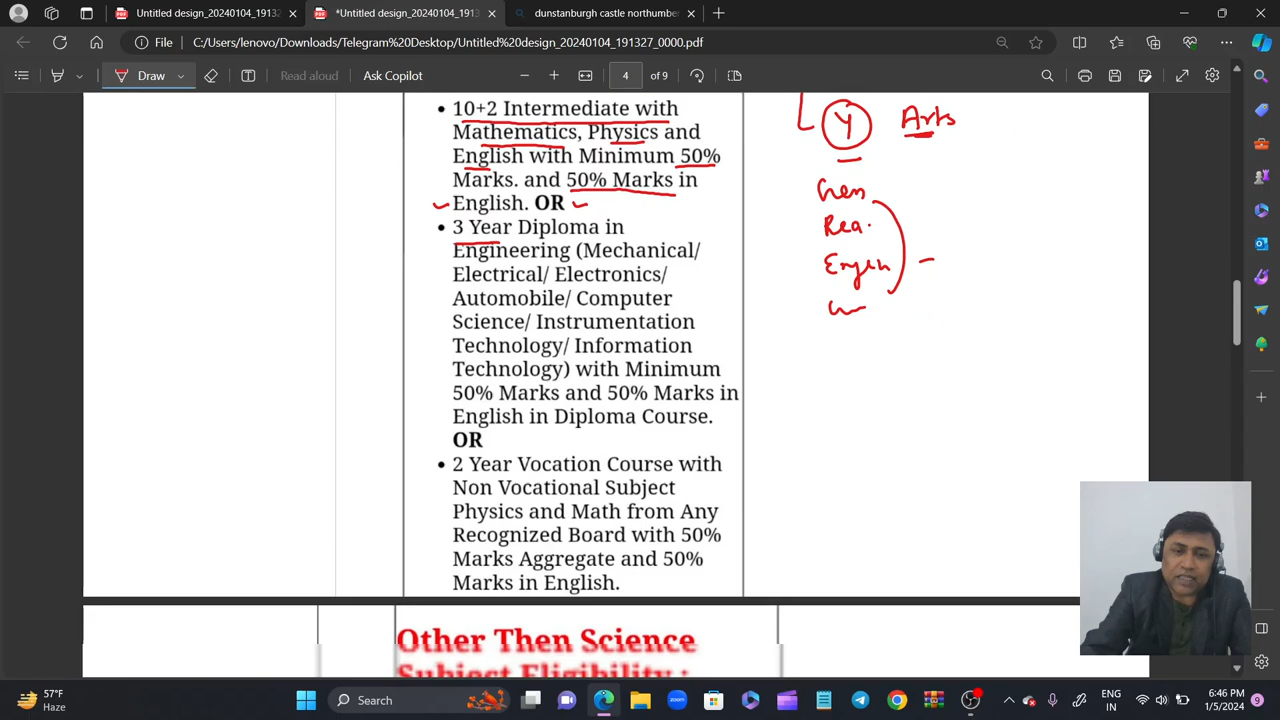 Untitled design_20240104_19132
*Untitled design_20240104_1913
dunstanburgh castle northumber
File
C:/Users/lenovo/Downloads/Telegram%20Desktop/Untitled%20design_20240104_191327_0000.pdf
Draw
Read aloud
Ask Copilot
4
of 9
• 10+2 Intermediate with
Mathematics, Physics and
English with Minimum 50%
Marks. and 50% Marks in
English. OR
• 3 Year Diploma in
Engineering (Mechanical/
Electrical/ Electronics/
Automobile/ Computer
Science/ Instrumentation
Technology/ Information
Technology) with Minimum
50% Marks and 50% Marks in
English in Diploma Course.
OR
• 2 Year Vocation Course with
Non Vocational Subject
Physics and Math from Any
Recognized Board with 50%
Marks Aggregate and 50%
Marks in English.
Y Arts
Rea.
Other Then Science
Subject Eligibility :
57°F
Haze
Search
ENG
IN
6:46 PM
1/5/2024
9